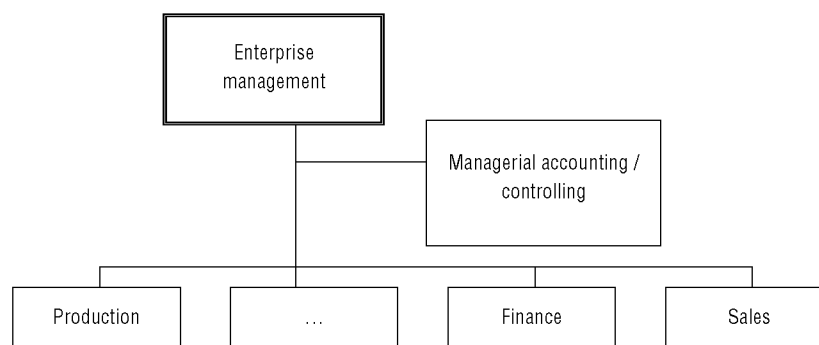 Enterprise
management
Managerial accounting /
controlling
Production
...
Finance
Sales